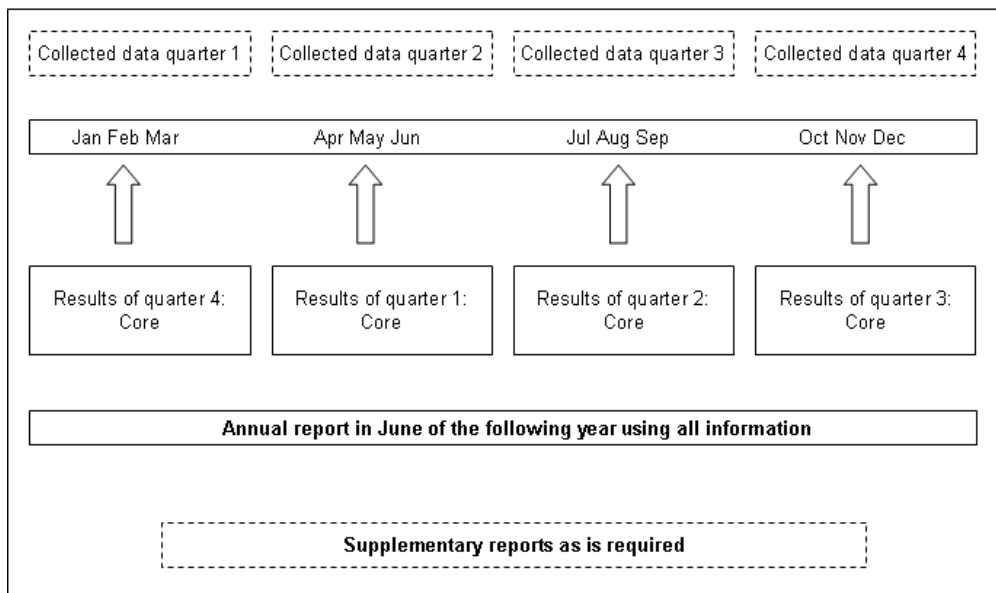 Collected data quarter 1
Collected data quarter 2
Collected data quarter 3
Collected data quarter 4
Jan Feb Mar
Apr May Jun
Jul Aug Sep
Oct Nov Dec
Results of quarter 4:
Core
Results of quarter 1:
Core
Results of quarter 2:
Core
Results of quarter 3:
Core
Annual report in June of the following year using all information
Supplementary reports as is required